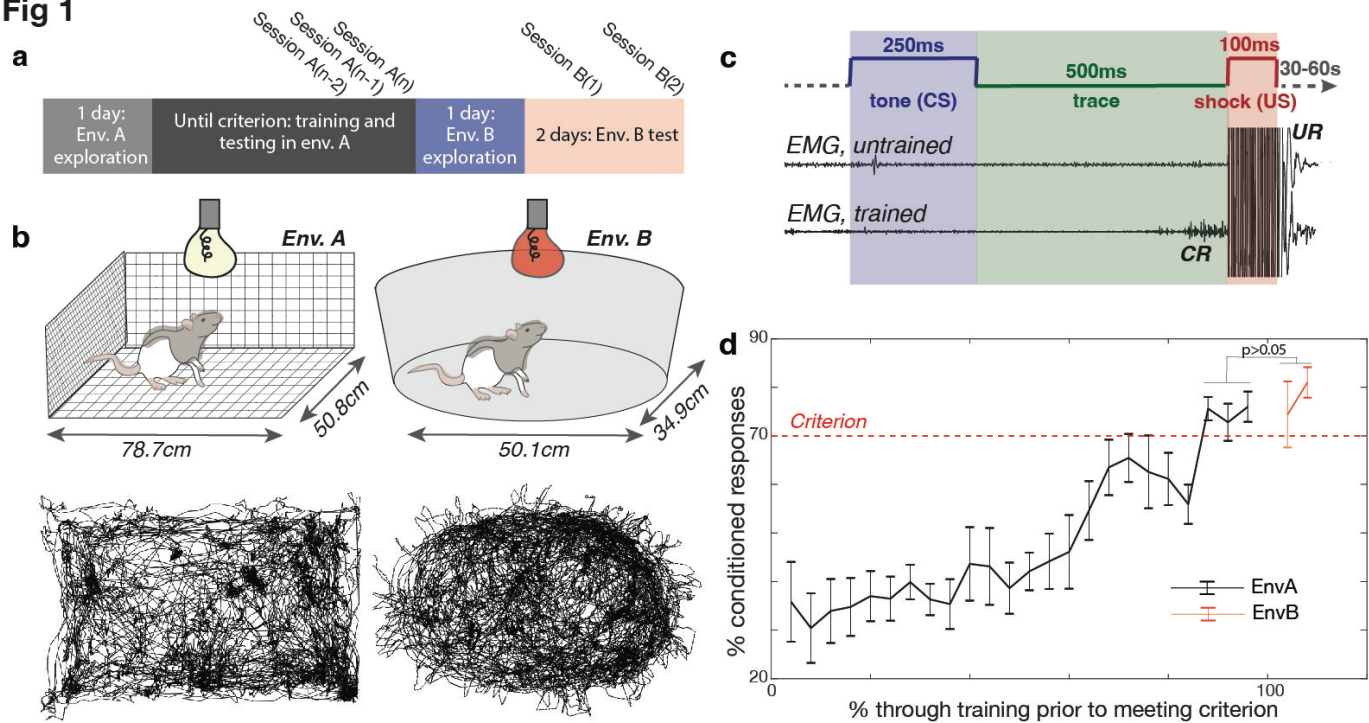 Fig 1
a
Session A(n-2)
Session A(n-1)
Session A(n)
Session B(1)
Session B(2)
1 day:
Env. A
exploration
Until criterion: training and
testing in env. A
1 day:
Env. B
exploration
2 days: Env. B test
b
Env. A
50.8cm
78.7cm
Env. B
34.9cm
50.1cm
c
250ms
tone (CS)
500ms
trace
100ms
shock (US)
30-60s
EMG, untrained
UR
EMG, trained
CR
d
90
p>0.05
Criterion
70
% conditioned responses
EnvA
EnvB
20
0
100
% through training prior to meeting criterion